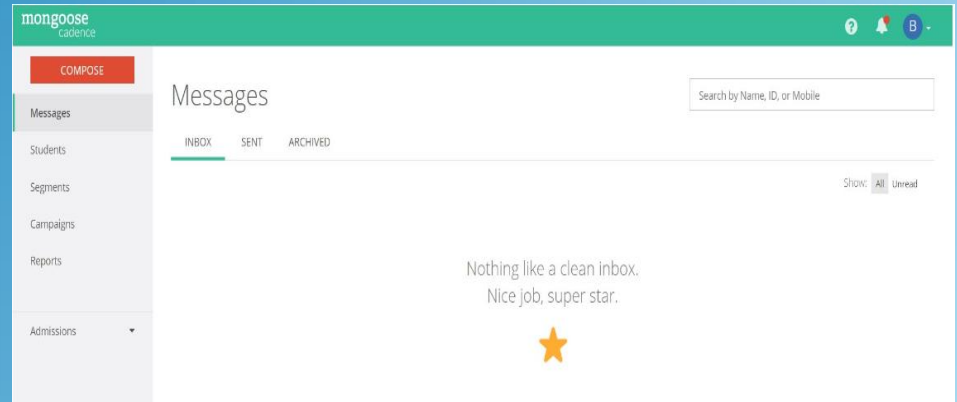 mongoose
cadence
B
COMPOSE
Messages
Students
Segments
Campaigns
Reports
Admissions
Messages
Search by Name, ID, or Mobile
INBOX SENT ARCHIVED
Show: All Unread
Nothing like a clean inbox.
Nice job, super star.